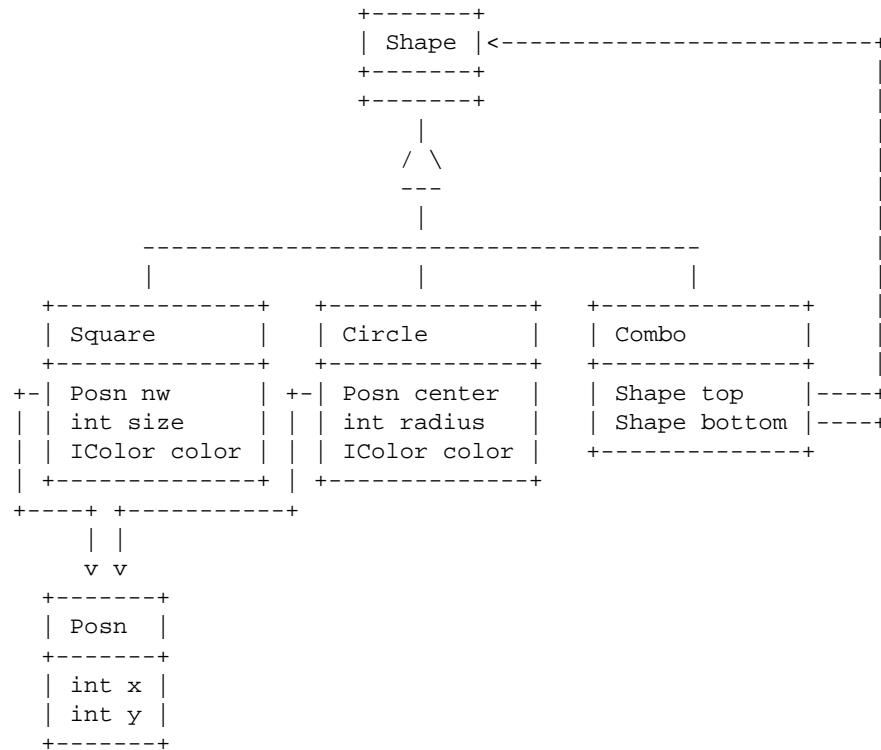 Shape
Square
Circle
Combo
Posn nw
Posn center
Shape top
int size
int radius
Shape bottom
IColor color
IColor color
Posn
int x
int y